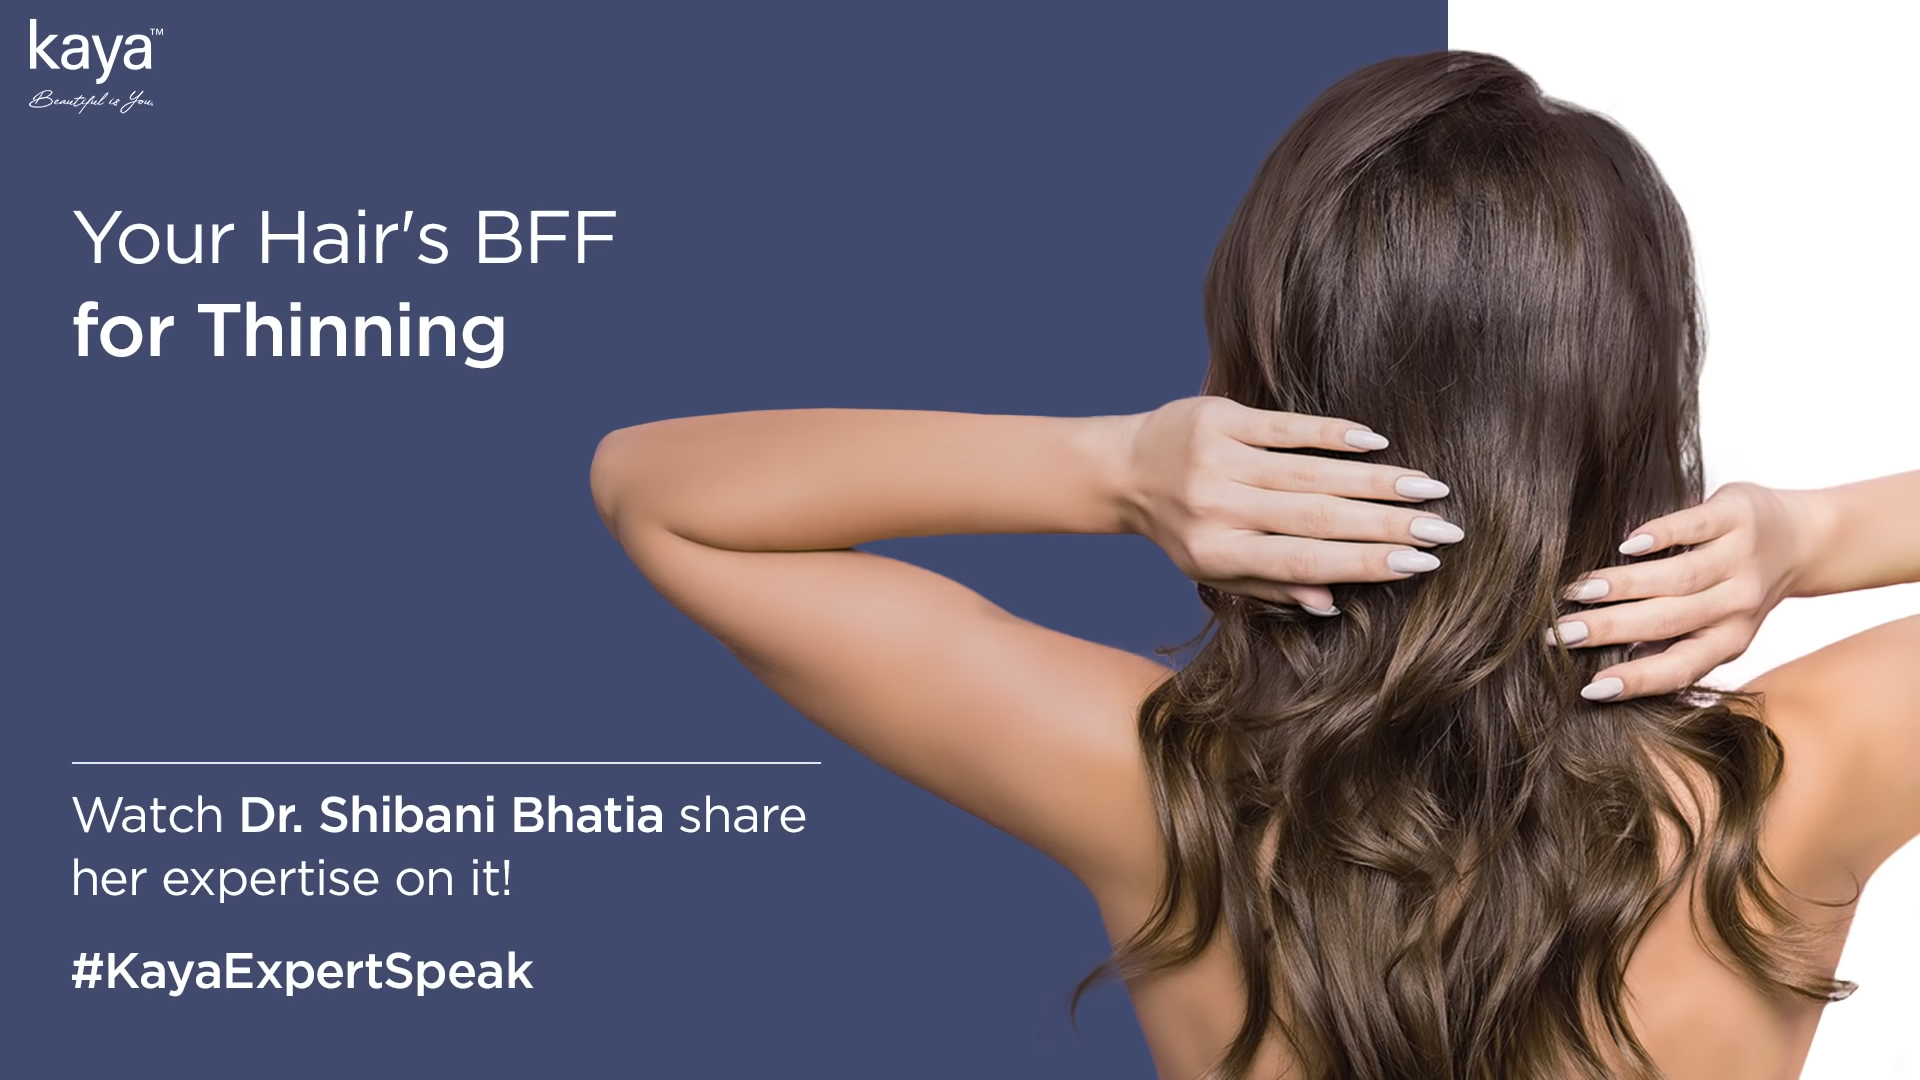 kaya™
Beautiful is You.
Your Hair's BFF
for Thinning
Watch Dr. Shibani Bhatia share
her expertise on it!
#KayaExpertSpeak